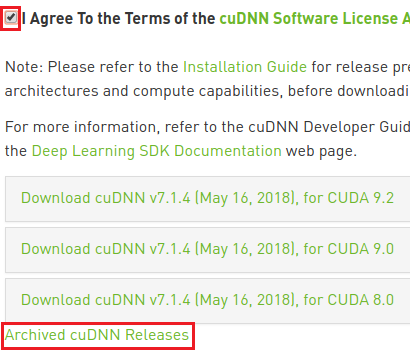 I Agree To the Terms of the cuDNN Software License A
Note: Please refer to the Installation Guide for release pre
architectures and compute capabilities, before downloadi
For more information, refer to the cuDNN Developer Guid
the Deep Learning SDK Documentation web page.
Download cuDNN v7.1.4 (May 16, 2018), for CUDA 9.2
Download cuDNN v7.1.4 (May 16, 2018), for CUDA 9.0
Download cuDNN v7.1.4 (May 16, 2018), for CUDA 8.0
Archived cuDNN Releases